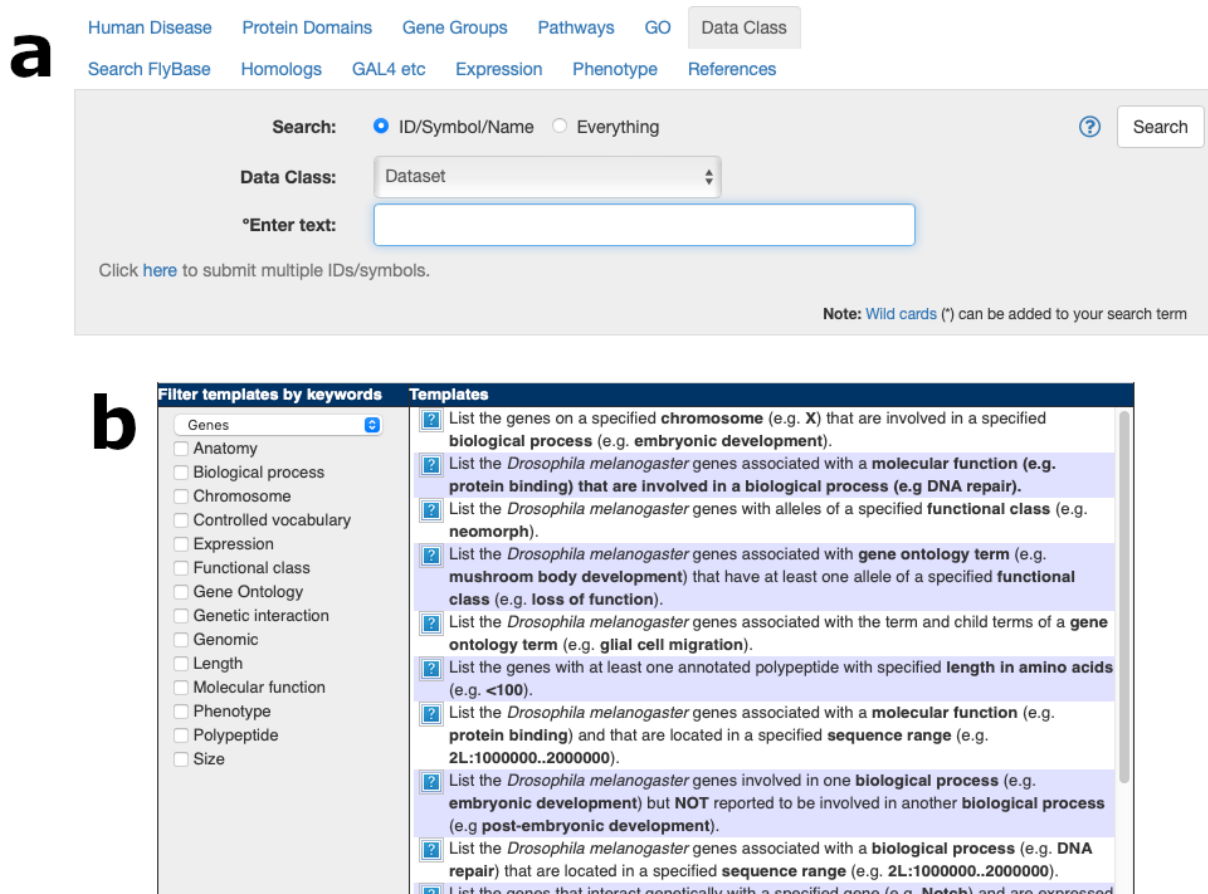 a
Human Disease Protein Domains Gene Groups Pathways GO Data Class
Search FlyBase Homologs GAL4 etc Expression Phenotype References
Search: ID/Symbol/Name Everything ? Search
Data Class: Dataset
°Enter text:
Click here to submit multiple IDs/symbols.
Note: Wild cards (*) can be added to your search term
b
Filter templates by keywords
Genes
Anatomy
Biological process
Chromosome
Controlled vocabulary
Expression
Functional class
Gene Ontology
Genetic interaction
Genomic
Length
Molecular function
Phenotype
Polypeptide
Size
Templates
? List the genes on a specified chromosome (e.g. X) that are involved in a specified
biological process (e.g. embryonic development).
? List the Drosophila melanogaster genes associated with a molecular function (e.g.
protein binding) that are involved in a biological process (e.g DNA repair).
? List the Drosophila melanogaster genes with alleles of a specified functional class (e.g.
neomorph).
? List the Drosophila melanogaster genes associated with gene ontology term (e.g.
mushroom body development) that have at least one allele of a specified functional
class (e.g. loss of function).
? List the Drosophila melanogaster genes associated with the term and child terms of a gene
ontology term (e.g. glial cell migration).
? List the genes with at least one annotated polypeptide with specified length in amino acids
(e.g. <100).
? List the Drosophila melanogaster genes associated with a molecular function (e.g.
protein binding) and that are located in a specified sequence range (e.g.
2L:1000000..2000000).
? List the Drosophila melanogaster genes involved in one biological process (e.g.
embryonic development) but NOT reported to be involved in another biological process
(e.g post-embryonic development).
? List the Drosophila melanogaster genes associated with a biological process (e.g. DNA
repair) that are located in a specified sequence range (e.g. 2L:1000000..2000000).
? List the genes that interact genetically with a specified gene (e.g. Notch) and are expressed